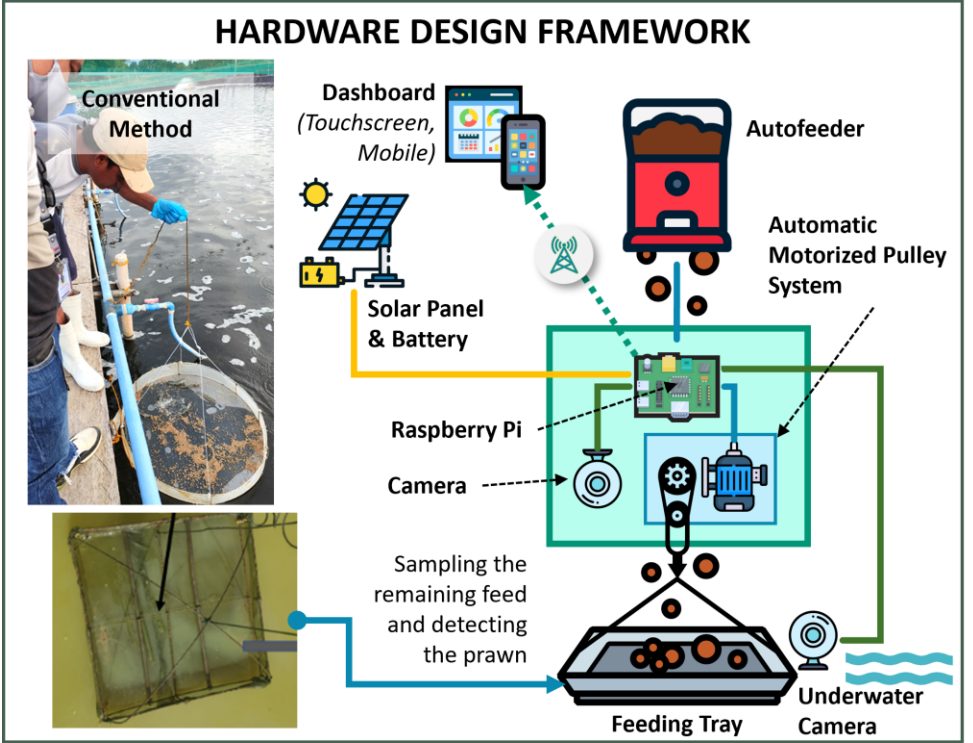 HARDWARE DESIGN FRAMEWORK
Conventional
Method
Dashboard
(Touchscreen,
Mobile)
Autofeeder
Automatic
Motorized Pulley
System
Solar Panel
& Battery
Raspberry Pi
Camera
Sampling the
remaining feed
and detecting
the prawn
Feeding Tray
Underwater
Camera